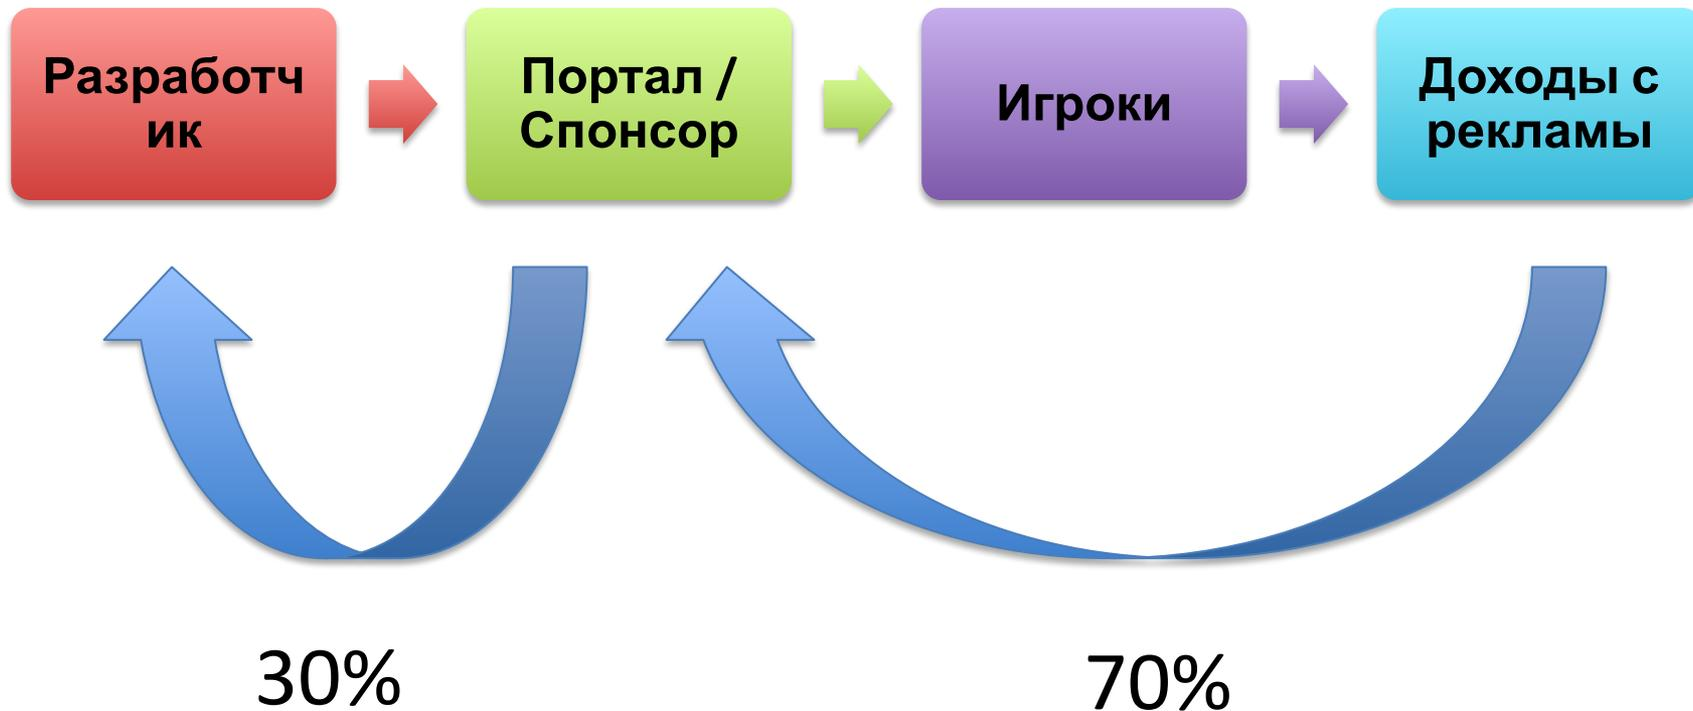 Разработч
ик
Портал /
Спонсор
Игроки
Доходы с
рекламы
30%
70%